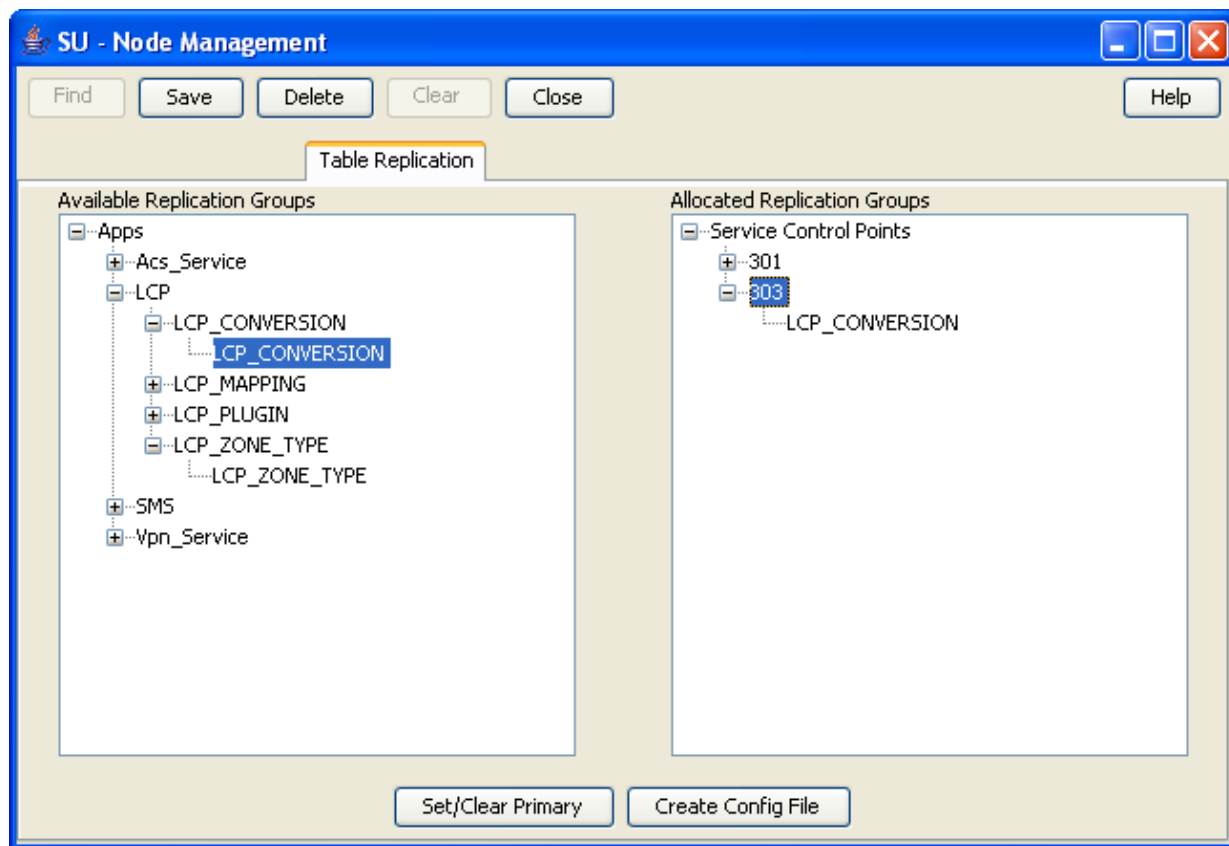 SU - Node Management
Find Save Delete Clear Close Help
Table Replication
Available Replication Groups
Apps
Acs_Service
LCP
LCP_CONVERSION
LCP_CONVERSION
LCP_MAPPING
LCP_PLUGIN
LCP_ZONE_TYPE
LCP_ZONE_TYPE
SMS
Vpn_Service
Allocated Replication Groups
Service Control Points
301
303
LCP_CONVERSION
Set/Clear Primary Create Config File